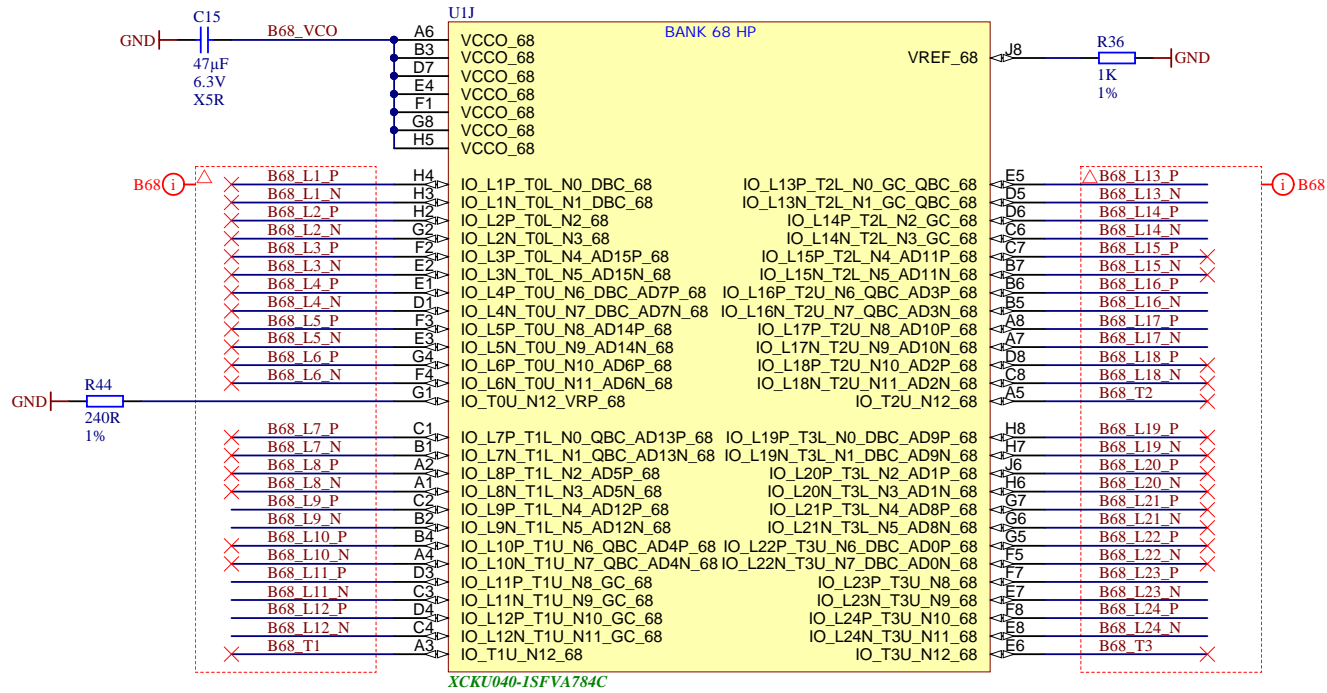 C15
GND
47µF
6.3V
X5R
B68_VCO
U1J
BANK 68 HP
A6 VCCO_68
B3 VCCO_68
D7 VCCO_68
E4 VCCO_68
F1 VCCO_68
G8 VCCO_68
H5 VCCO_68
VREF_68 J8
R36
GND
1K
1%
B68 i
B68_L1_P H4 IO_L1P_T0L_N0_DBC_68
B68_L1_N H3 IO_L1N_T0L_N1_DBC_68
B68_L2_P H2 IO_L2P_T0L_N2_68
B68_L2_N G2 IO_L2N_T0L_N3_68
B68_L3_P F2 IO_L3P_T0L_N4_AD15P_68
B68_L3_N E2 IO_L3N_T0L_N5_AD15N_68
B68_L4_P E1 IO_L4P_T0U_N6_DBC_AD7P_68
B68_L4_N D1 IO_L4N_T0U_N7_DBC_AD7N_68
B68_L5_P F3 IO_L5P_T0U_N8_AD14P_68
B68_L5_N E3 IO_L5N_T0U_N9_AD14N_68
B68_L6_P G4 IO_L6P_T0U_N10_AD6P_68
B68_L6_N F4 IO_L6N_T0U_N11_AD6N_68
R44
GND
240R
1%
G1 IO_T0U_N12_VRP_68
B68_L7_P C1 IO_L7P_T1L_N0_QBC_AD13P_68
B68_L7_N B1 IO_L7N_T1L_N1_QBC_AD13N_68
B68_L8_P A2 IO_L8P_T1L_N2_AD5P_68
B68_L8_N A1 IO_L8N_T1L_N3_AD5N_68
B68_L9_P C2 IO_L9P_T1L_N4_AD12P_68
B68_L9_N B2 IO_L9N_T1L_N5_AD12N_68
B68_L10_P B4 IO_L10P_T1U_N6_QBC_AD4P_68
B68_L10_N A4 IO_L10N_T1U_N7_QBC_AD4N_68
B68_L11_P D3 IO_L11P_T1U_N8_GC_68
B68_L11_N C3 IO_L11N_T1U_N9_GC_68
B68_L12_P D4 IO_L12P_T1U_N10_GC_68
B68_L12_N C4 IO_L12N_T1U_N11_GC_68
B68_T1 A3 IO_T1U_N12_68
IO_L13P_T2L_N0_GC_QBC_68 E5 B68_L13_P
IO_L13N_T2L_N1_GC_QBC_68 D5 B68_L13_N
IO_L14P_T2L_N2_GC_68 D6 B68_L14_P
IO_L14N_T2L_N3_GC_68 C6 B68_L14_N
IO_L15P_T2L_N4_AD11P_68 C7 B68_L15_P
IO_L15N_T2L_N5_AD11N_68 B7 B68_L15_N
IO_L16P_T2U_N6_QBC_AD3P_68 B6 B68_L16_P
IO_L16N_T2U_N7_QBC_AD3N_68 B5 B68_L16_N
IO_L17P_T2U_N8_AD10P_68 A8 B68_L17_P
IO_L17N_T2U_N9_AD10N_68 A7 B68_L17_N
IO_L18P_T2U_N10_AD2P_68 D8 B68_L18_P
IO_L18N_T2U_N11_AD2N_68 C8 B68_L18_N
IO_T2U_N12_68 A5 B68_T2
IO_L19P_T3L_N0_DBC_AD9P_68 H8 B68_L19_P
IO_L19N_T3L_N1_DBC_AD9N_68 H7 B68_L19_N
IO_L20P_T3L_N2_AD1P_68 J6 B68_L20_P
IO_L20N_T3L_N3_AD1N_68 H6 B68_L20_N
IO_L21P_T3L_N4_AD8P_68 G7 B68_L21_P
IO_L21N_T3L_N5_AD8N_68 G6 B68_L21_N
IO_L22P_T3U_N6_DBC_AD0P_68 G5 B68_L22_P
IO_L22N_T3U_N7_DBC_AD0N_68 F5 B68_L22_N
IO_L23P_T3U_N8_68 F7 B68_L23_P
IO_L23N_T3U_N9_68 E7 B68_L23_N
IO_L24P_T3U_N10_68 F8 B68_L24_P
IO_L24N_T3U_N11_68 E8 B68_L24_N
IO_T3U_N12_68 E6 B68_T3
i B68
XCKU040-1SFVA784C